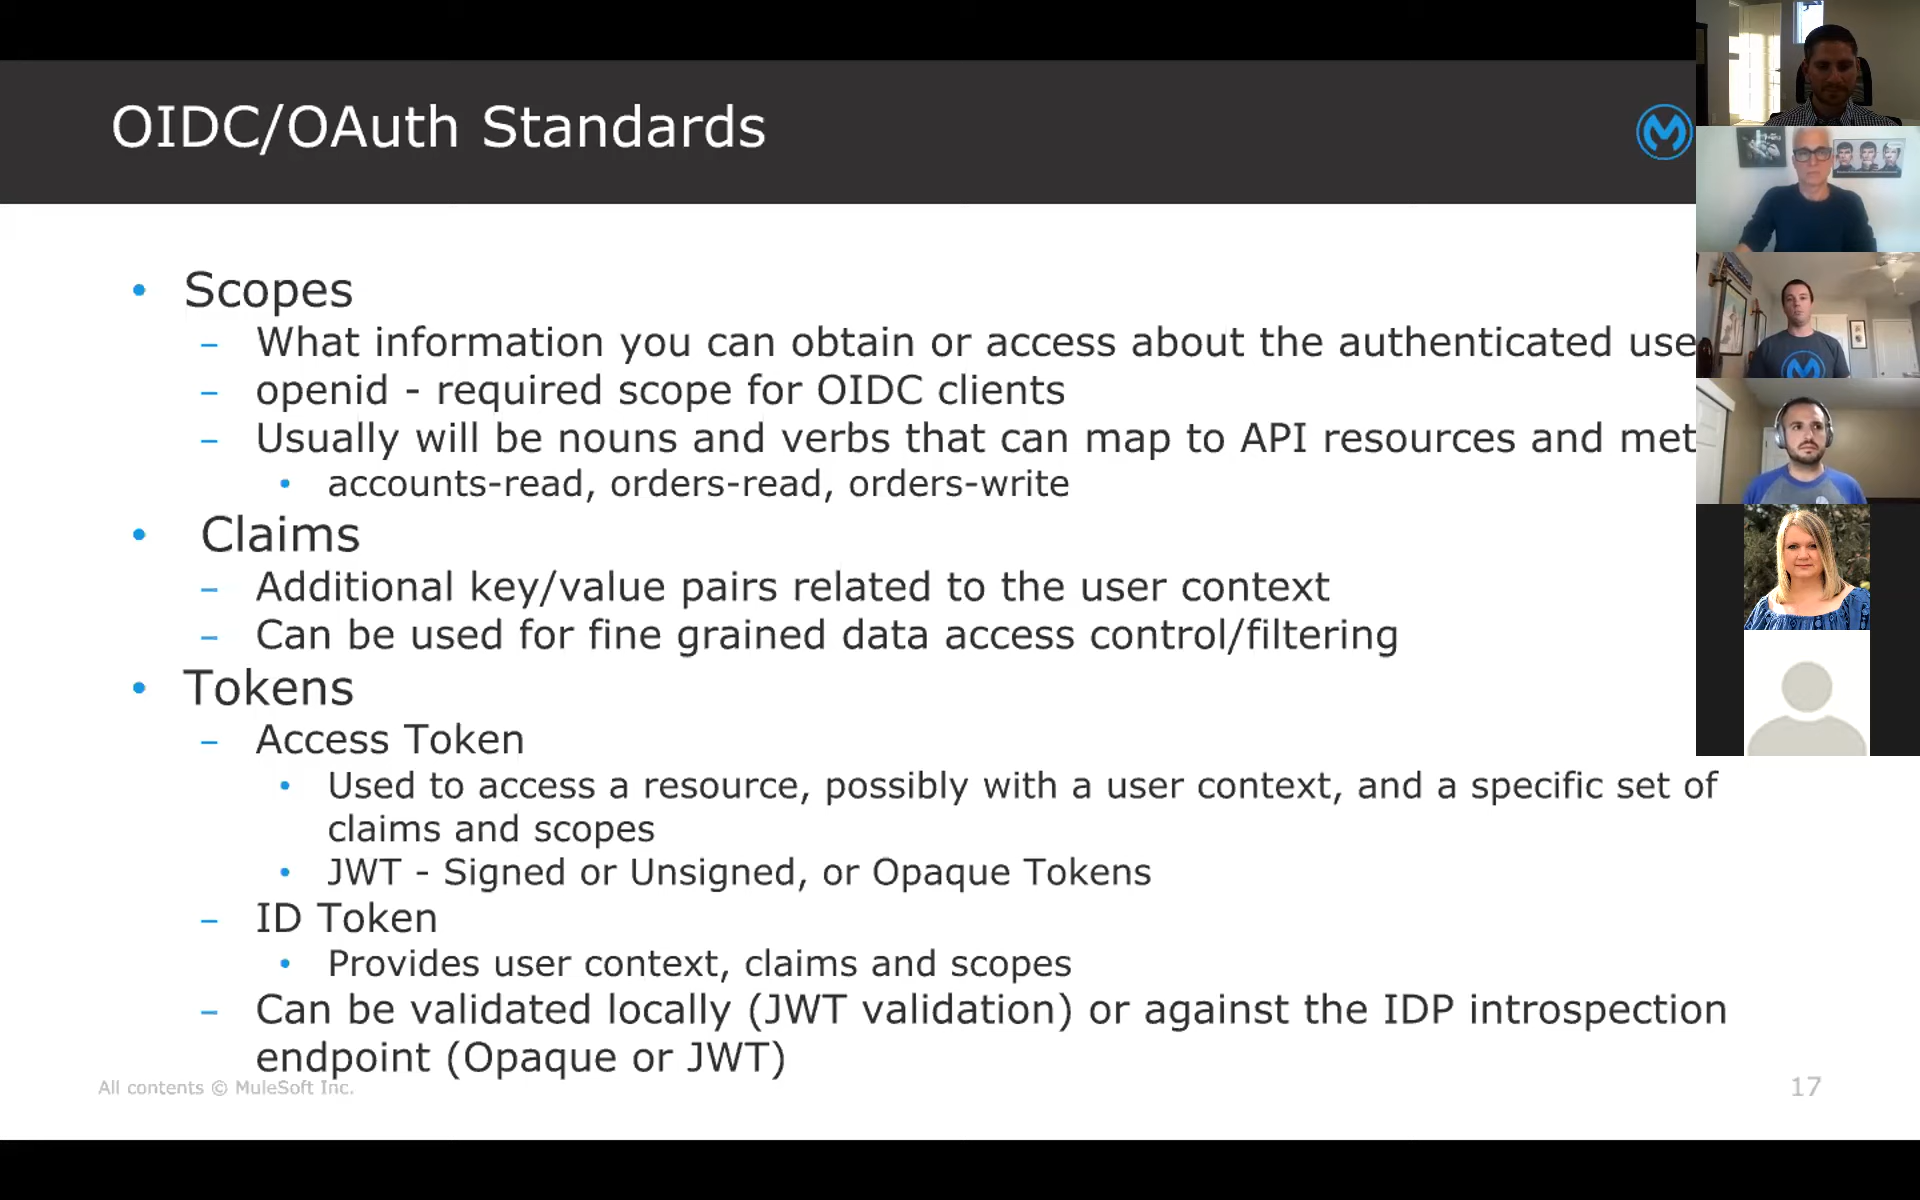 OIDC/OAuth Standards
• Scopes
– What information you can obtain or access about the authenticated use
– openid - required scope for OIDC clients
– Usually will be nouns and verbs that can map to API resources and met
• accounts-read, orders-read, orders-write
• Claims
– Additional key/value pairs related to the user context
– Can be used for fine grained data access control/filtering
• Tokens
– Access Token
• Used to access a resource, possibly with a user context, and a specific set of
claims and scopes
• JWT - Signed or Unsigned, or Opaque Tokens
– ID Token
• Provides user context, claims and scopes
– Can be validated locally (JWT validation) or against the IDP introspection
endpoint (Opaque or JWT)
All contents © MuleSoft Inc.
17